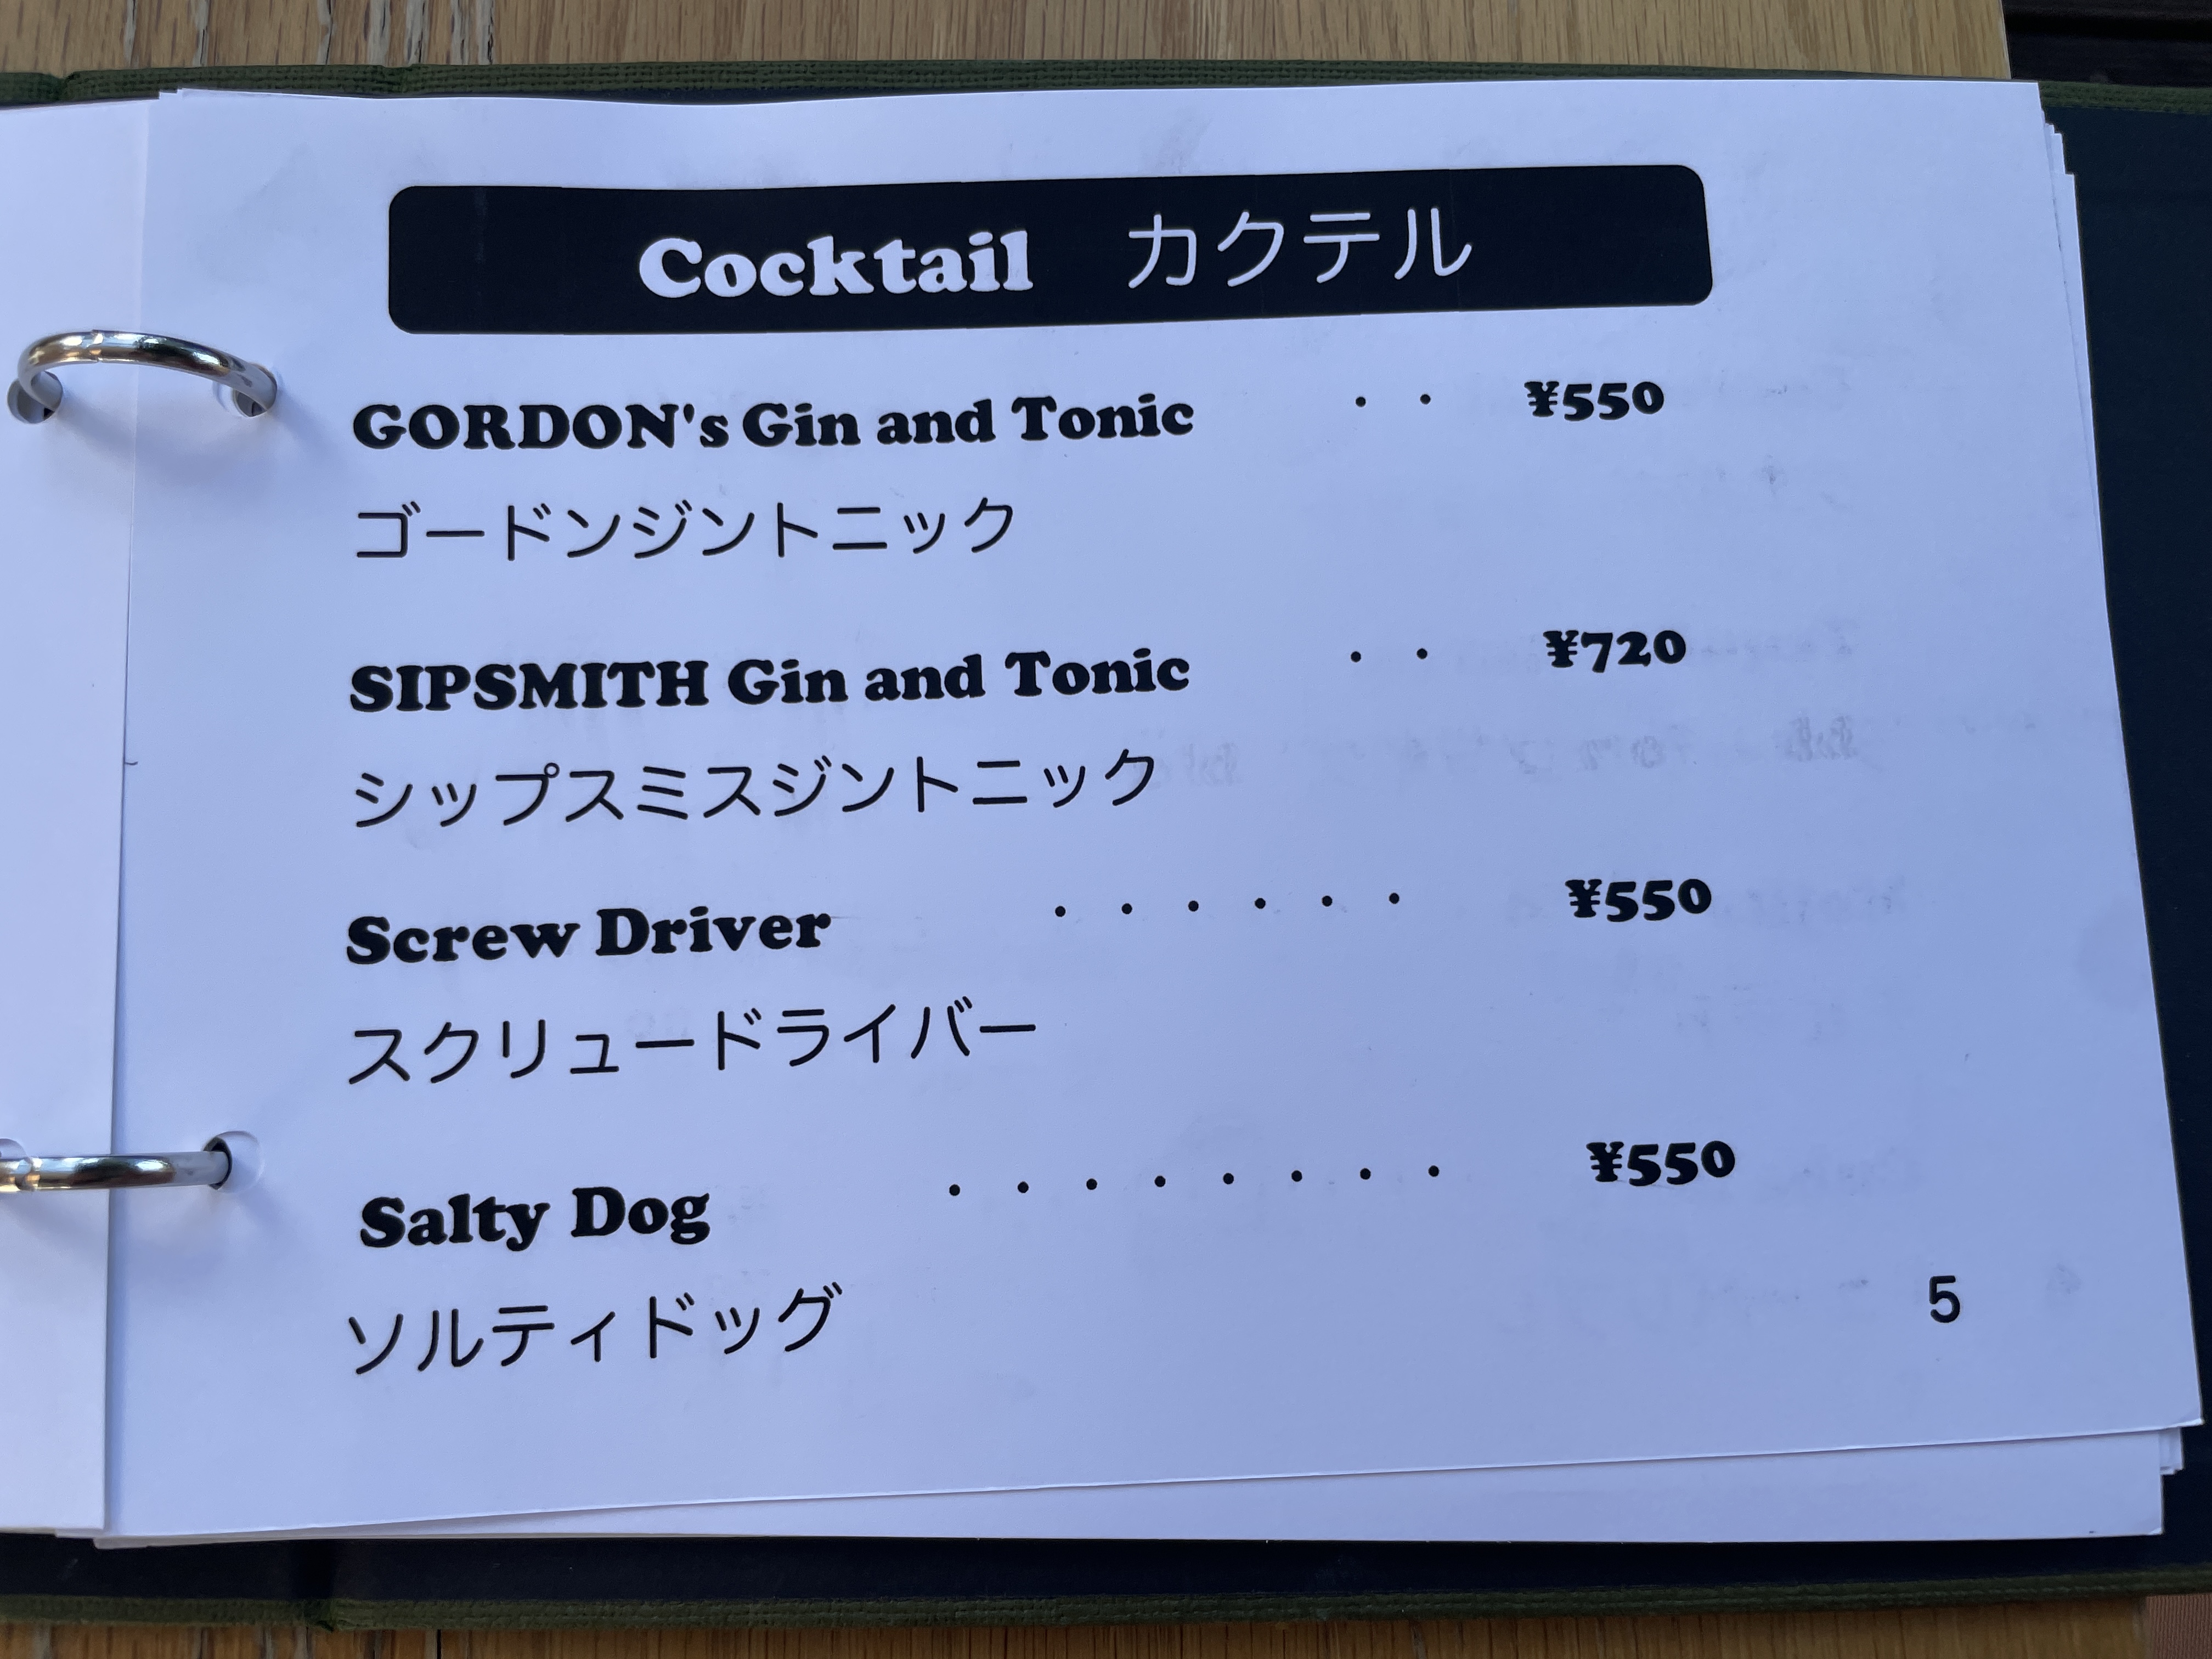 Cocktail　カクテル
GORDON's Gin and Tonic ・・ ¥550
ゴードンジントニック
SIPSMITH Gin and Tonic ・・ ¥720
シップスミスジントニック
Screw Driver ・・・・・・ ¥550
スクリュードライバー
Salty Dog ・・・・・・・・ ¥550
ソルティドッグ
5